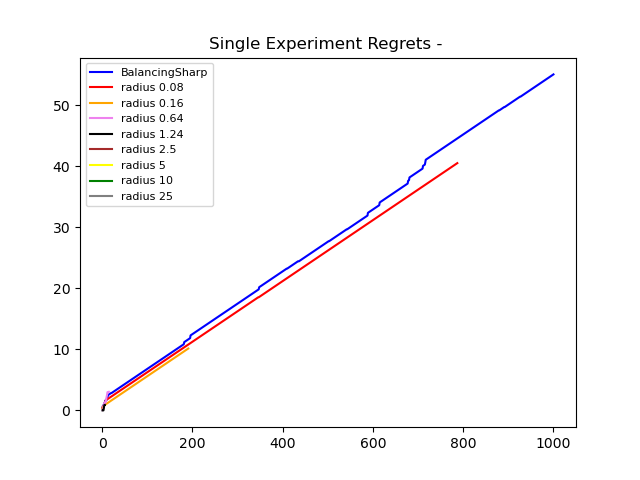 Single Experiment Regrets -
BalancingSharp
radius 0.08
radius 0.16
radius 0.64
radius 1.24
radius 2.5
radius 5
radius 10
radius 25
50
40
30
20
10
0
0 200 400 600 800 1000